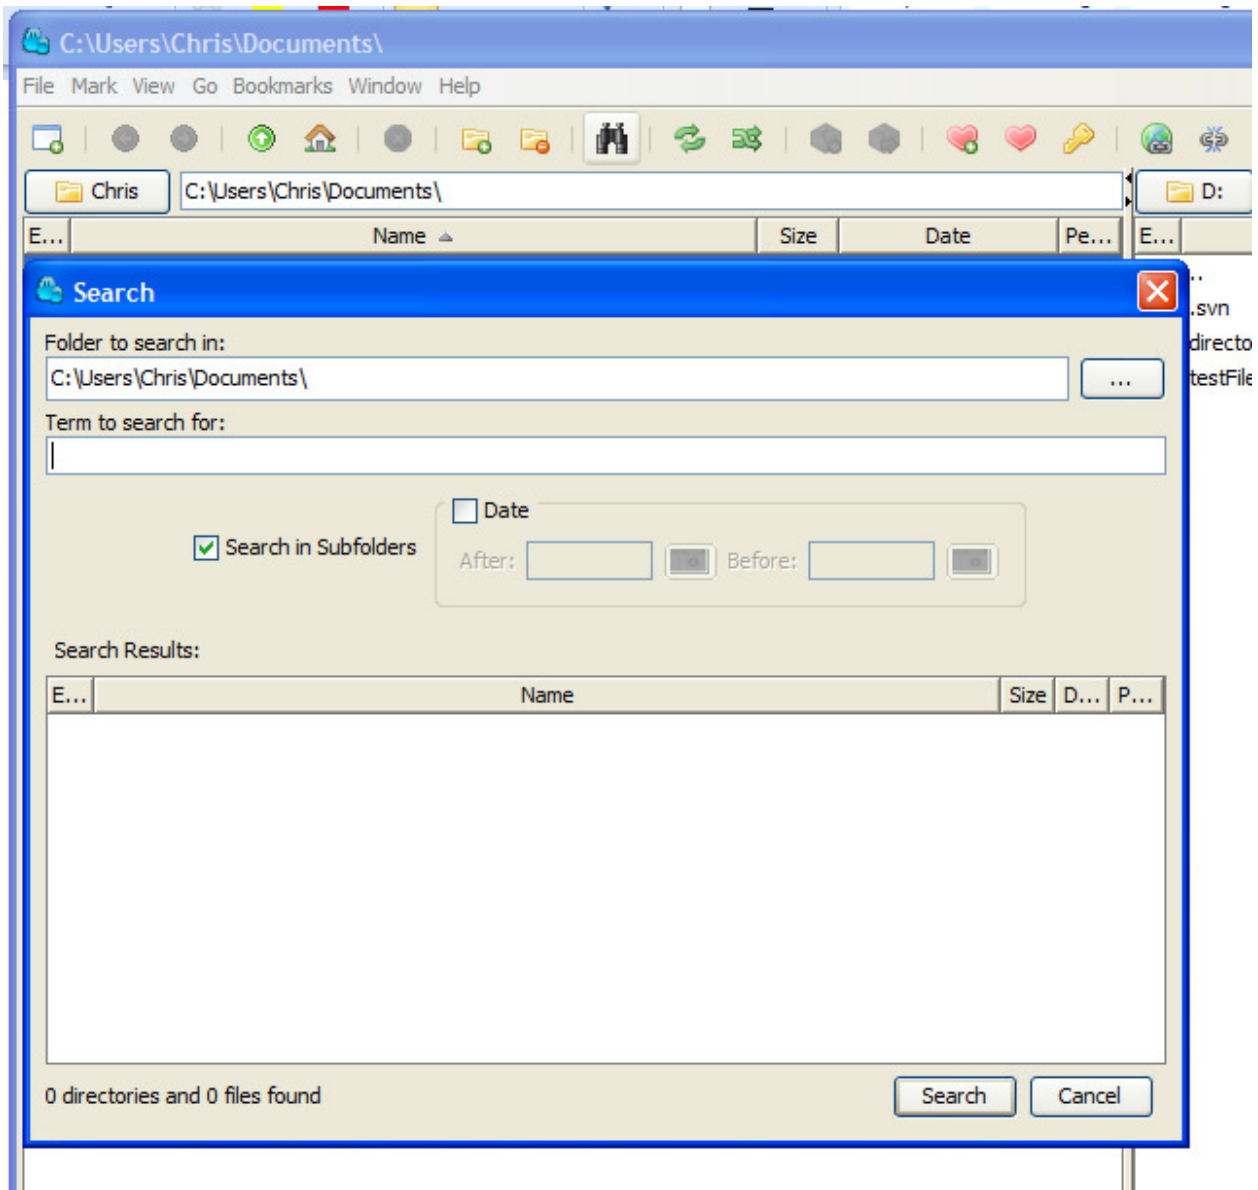 C:\Users\Chris\Documents\
File Mark View Go Bookmarks Window Help
Chris C:\Users\Chris\Documents\ D:
E... Name Size Date Pe... E...
Search
..
.svn
Folder to search in:
directo
C:\Users\Chris\Documents\ ...
testFile
Term to search for:
Date
Search in Subfolders
After: Before:
Search Results:
E... Name Size D... P...
0 directories and 0 files found Search Cancel